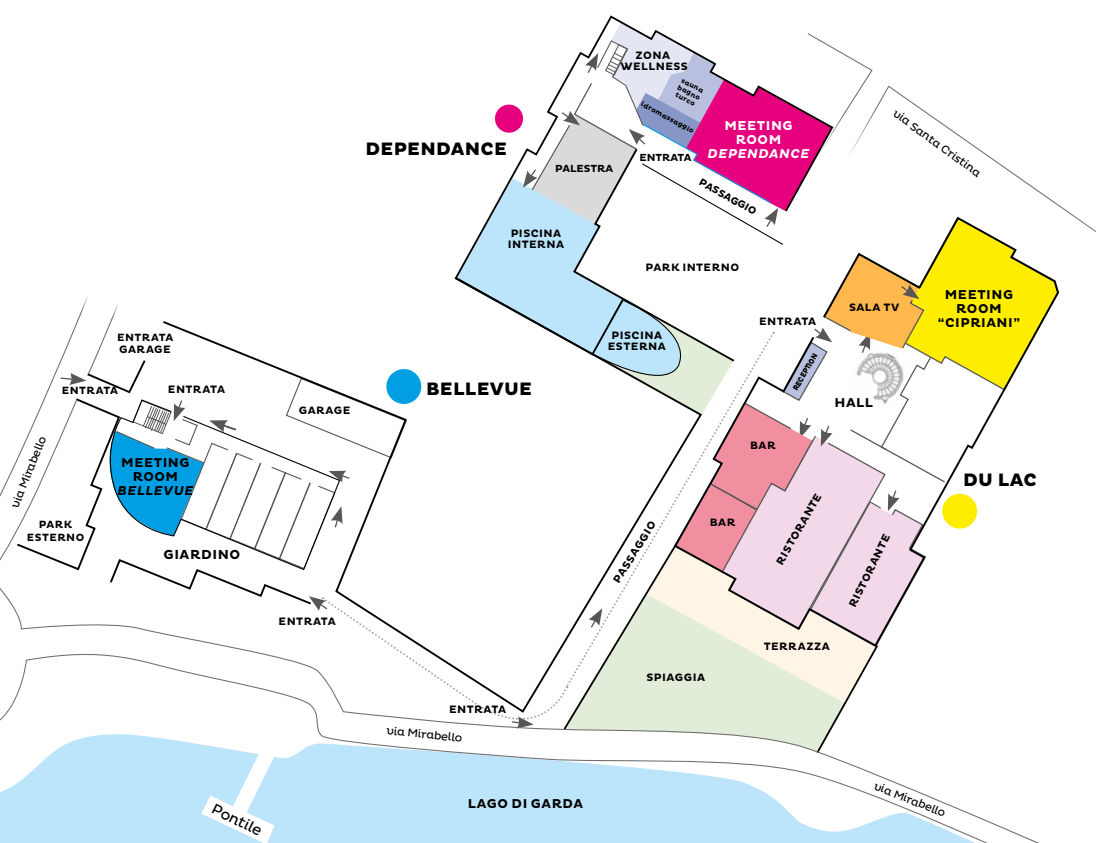 ZONA
WELLNESS
sauna
bagno
turco
idromassaggio
MEETING
ROOM
DEPENDANCE
DEPENDANCE
ENTRATA
PALESTRA
PASSAGGIO
via Santa Cristina
PISCINA
INTERNA
PARK INTERNO
PISCINA
ESTERNA
SALA TV
MEETING
ROOM
“CIPRIANI”
ENTRATA
RECEPTION
HALL
ENTRATA
GARAGE
ENTRATA
ENTRATA
GARAGE
BELLEVUE
MEETING
ROOM
BELLEVUE
via Mirabello
PARK
ESTERNO
GIARDINO
ENTRATA
BAR
BAR
RISTORANTE
RISTORANTE
DU LAC
PASSAGGIO
TERRAZZA
SPIAGGIA
ENTRATA
via Mirabello
via Mirabello
LAGO DI GARDA
Pontile